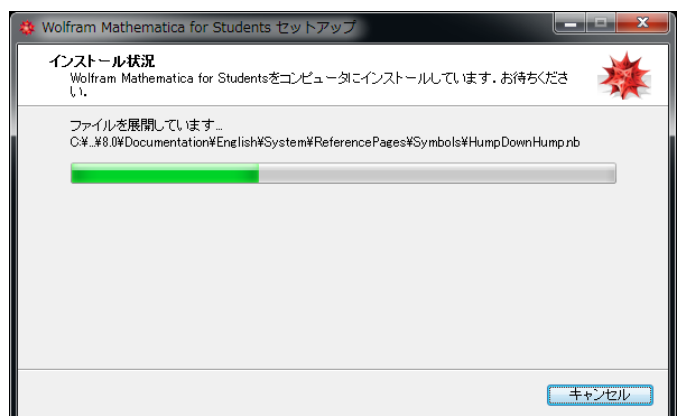 Wolfram Mathematica for Students セットアップ
インストール状況
Wolfram Mathematica for Studentsをコンピュータにインストールしています．お待ちくださ
い．
ファイルを展開しています...
C:¥...¥8.0¥Documentation¥English¥System¥ReferencePages¥Symbols¥HumpDownHump.nb
キャンセル